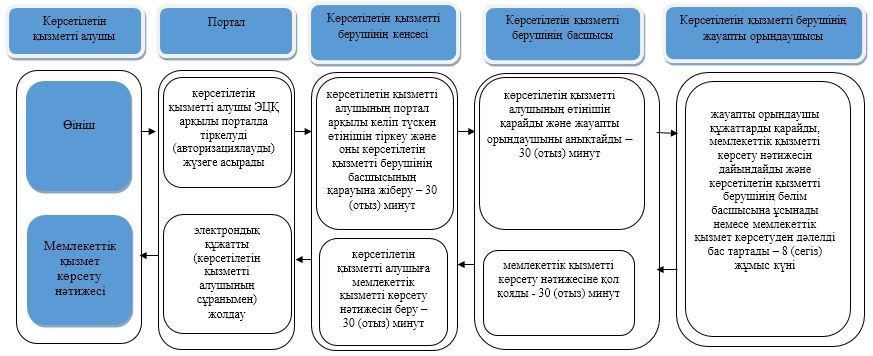 Көрсетілетін
қызметті алушы
Портал
Көрсетілетін қызметті
берушінің кеңсесі
Көрсетілетін қызметті
берушінің басшысы
Көрсетілетін қызметті берушінің
жауапты орындаушысы
Өініш
көрсетілетін
қызметті алушы ЭЦҚ
арқылы порталда
тіркелуді
(авторизациялауды)
жүзеге асырады
көрсетілетін қызметті
алушының портал
арқылы келіп түскен
өтінішін тіркеу және
оны көрсетілетін
қызметті берушінің
басшысының
қарауына жіберу – 30
(отыз) минут
көрсетілетін қызметті
алушының өтінішін
қарайды және жауапты
орындаушыны анықтайды –
30 (отыз) минут
жауапты орындаушы
құжаттарды қарайды,
мемлекеттік қызметті
көрсету нәтижесін
дайындайды және
көрсетілетін қызметті
берушінің бөлім
басшысына ұсынады
немесе мемлекеттік
қызмет көрсетуден дәлелді
бас тартады – 8 (сегіз)
жұмыс күні
Мемлекеттік
қызмет
көрсету
нәтижесі
электрондық
құжатты
(көрсетілетін
қызметті
алушының
сұранымен)
жолдау
көрсетілетін
қызметті алушыға
мемлекеттік
қызметті көрсету
нәтижесін беру –
30 (отыз) минут
мемлекеттік қызметті
көрсету нәтижесіне қол
қояды - 30 (отыз) минут